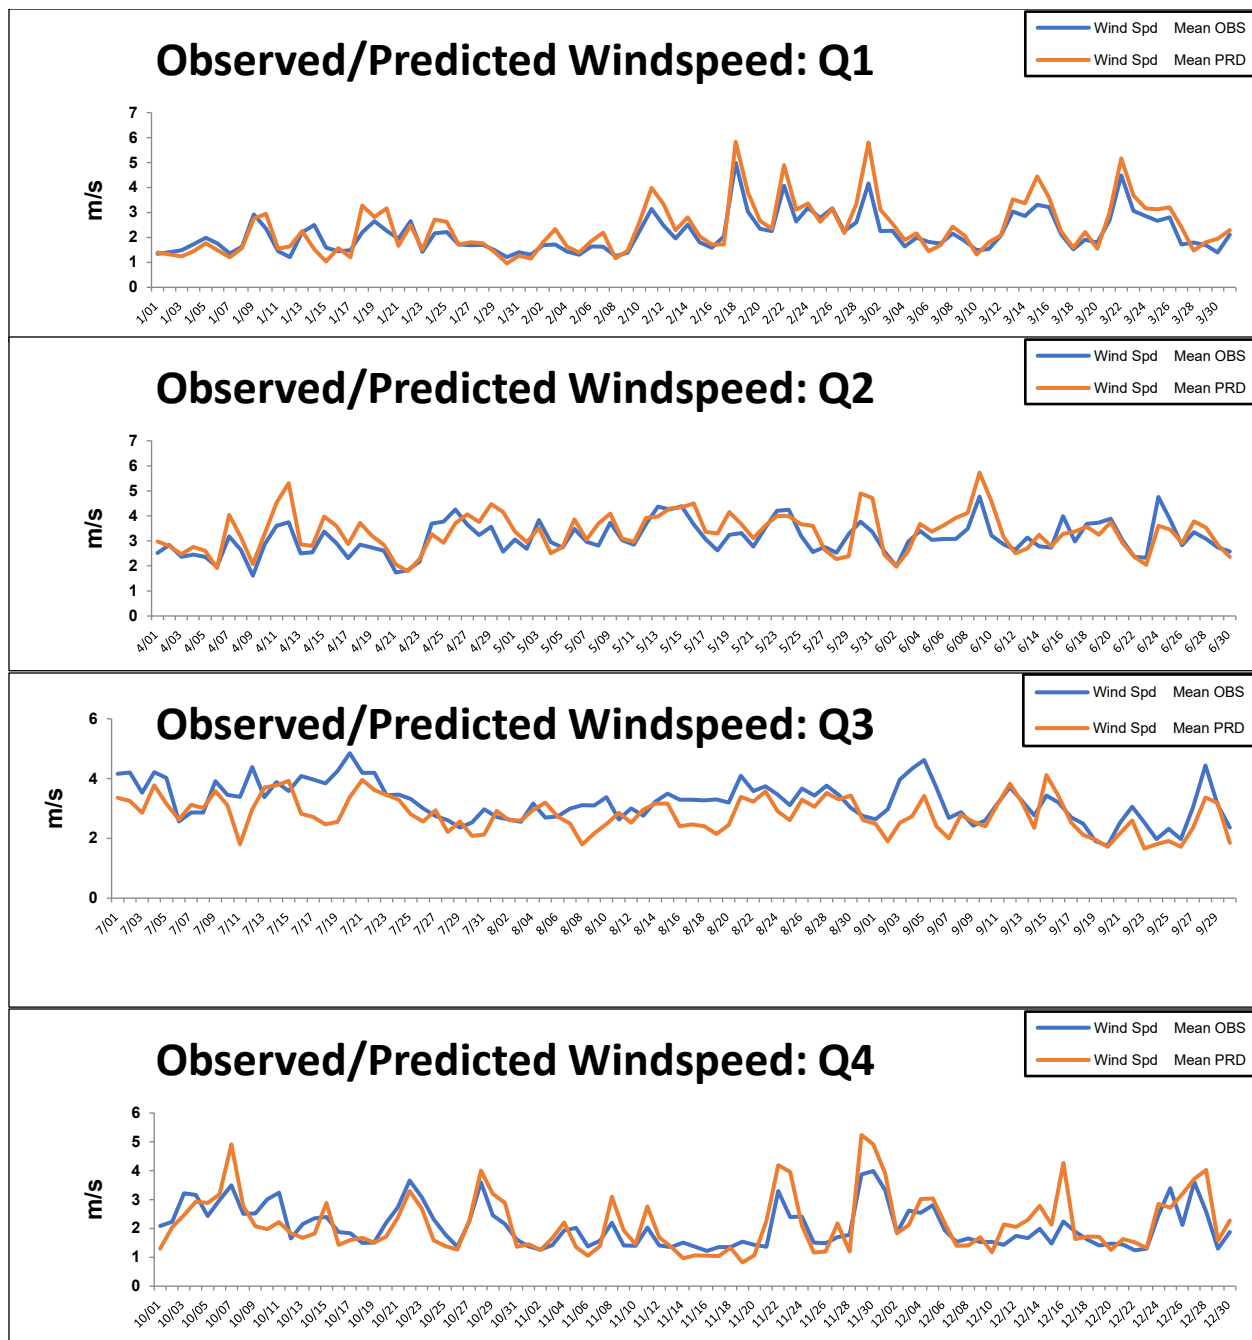 Observed/Predicted Windspeed: Q1
Wind Spd Mean OBS
Wind Spd Mean PRD
m/s
7
6
5
4
3
2
1
0
1/01 1/03 1/05 1/07 1/09 1/11 1/13 1/15 1/17 1/19 1/21 1/23 1/25 1/27 1/29 1/31 2/02 2/04 2/06 2/08 2/10 2/12 2/14 2/16 2/18 2/20 2/22 2/24 2/26 2/28 3/02 3/04 3/06 3/08 3/10 3/12 3/14 3/16 3/18 3/20 3/22 3/24 3/26 3/28 3/30
Observed/Predicted Windspeed: Q2
Wind Spd Mean OBS
Wind Spd Mean PRD
m/s
7
6
5
4
3
2
1
0
4/01 4/03 4/05 4/07 4/09 4/11 4/13 4/15 4/17 4/19 4/21 4/23 4/25 4/27 4/29 5/01 5/03 5/05 5/07 5/09 5/11 5/13 5/15 5/17 5/19 5/21 5/23 5/25 5/27 5/29 5/31 6/02 6/04 6/06 6/08 6/10 6/12 6/14 6/16 6/18 6/20 6/22 6/24 6/26 6/28 6/30
Observed/Predicted Windspeed: Q3
Wind Spd Mean OBS
Wind Spd Mean PRD
m/s
6
4
2
0
7/01 7/03 7/05 7/07 7/09 7/11 7/13 7/15 7/17 7/19 7/21 7/23 7/25 7/27 7/29 7/31 8/02 8/04 8/06 8/08 8/10 8/12 8/14 8/16 8/18 8/20 8/22 8/24 8/26 8/28 8/30 9/01 9/03 9/05 9/07 9/09 9/11 9/13 9/15 9/17 9/19 9/21 9/23 9/25 9/27 9/29
Observed/Predicted Windspeed: Q4
Wind Spd Mean OBS
Wind Spd Mean PRD
m/s
6
5
4
3
2
1
0
10/01 10/03 10/05 10/07 10/09 10/11 10/13 10/15 10/17 10/19 10/21 10/23 10/25 10/27 10/29 10/31 11/02 11/04 11/06 11/08 11/10 11/12 11/14 11/16 11/18 11/20 11/22 11/24 11/26 11/28 11/30 12/02 12/04 12/06 12/08 12/10 12/12 12/14 12/16 12/18 12/20 12/22 12/24 12/26 12/28 12/30